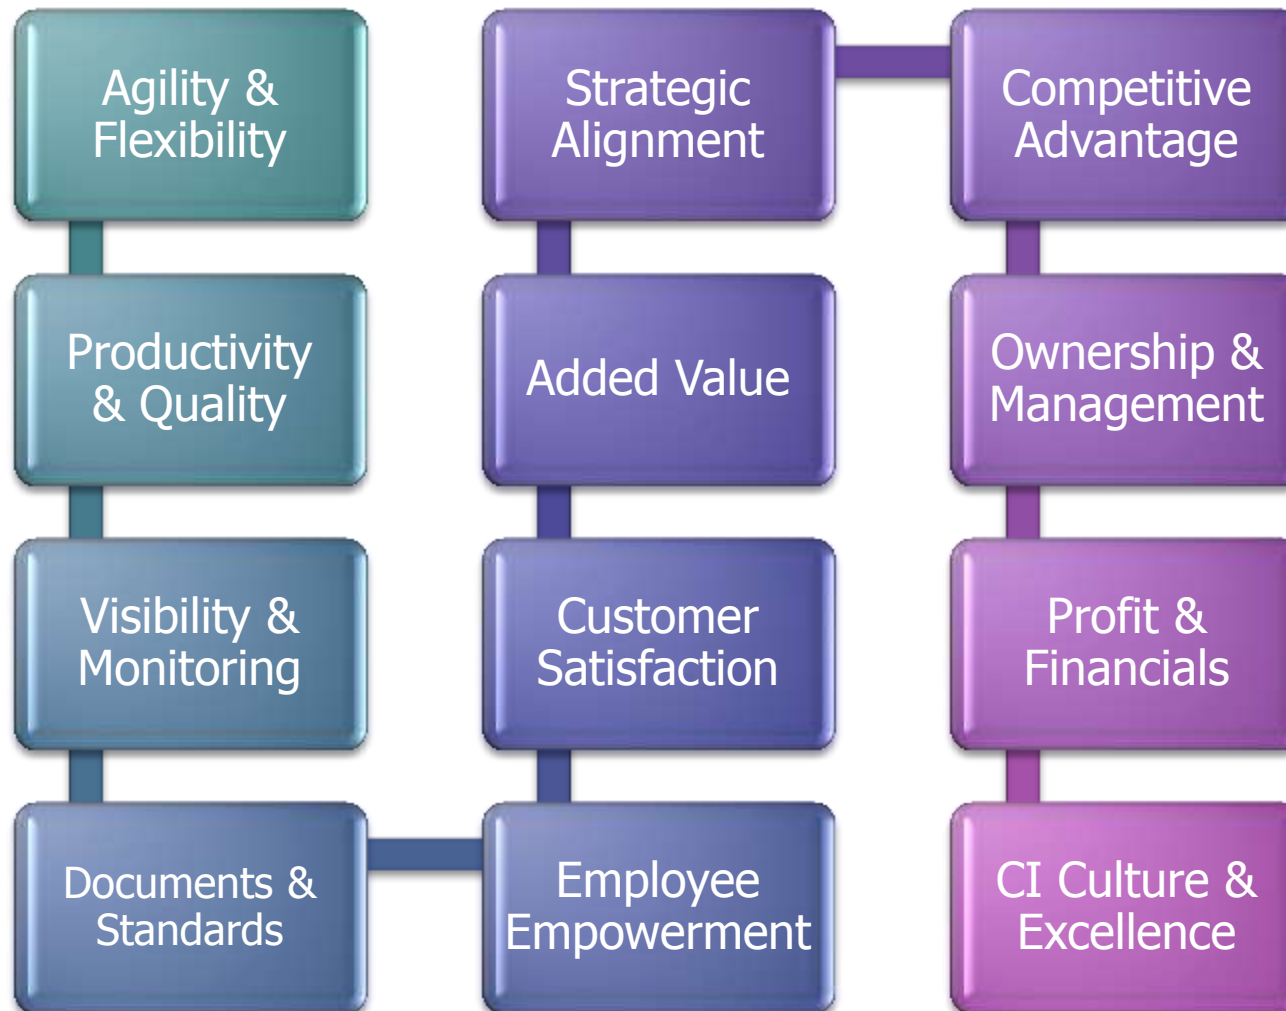 Agility &
Flexibility
Productivity
& Quality
Visibility &
Monitoring
Documents &
Standards
Employee
Empowerment
Customer
Satisfaction
Added Value
Strategic
Alignment
Competitive
Advantage
Ownership &
Management
Profit &
Financials
CI Culture &
Excellence